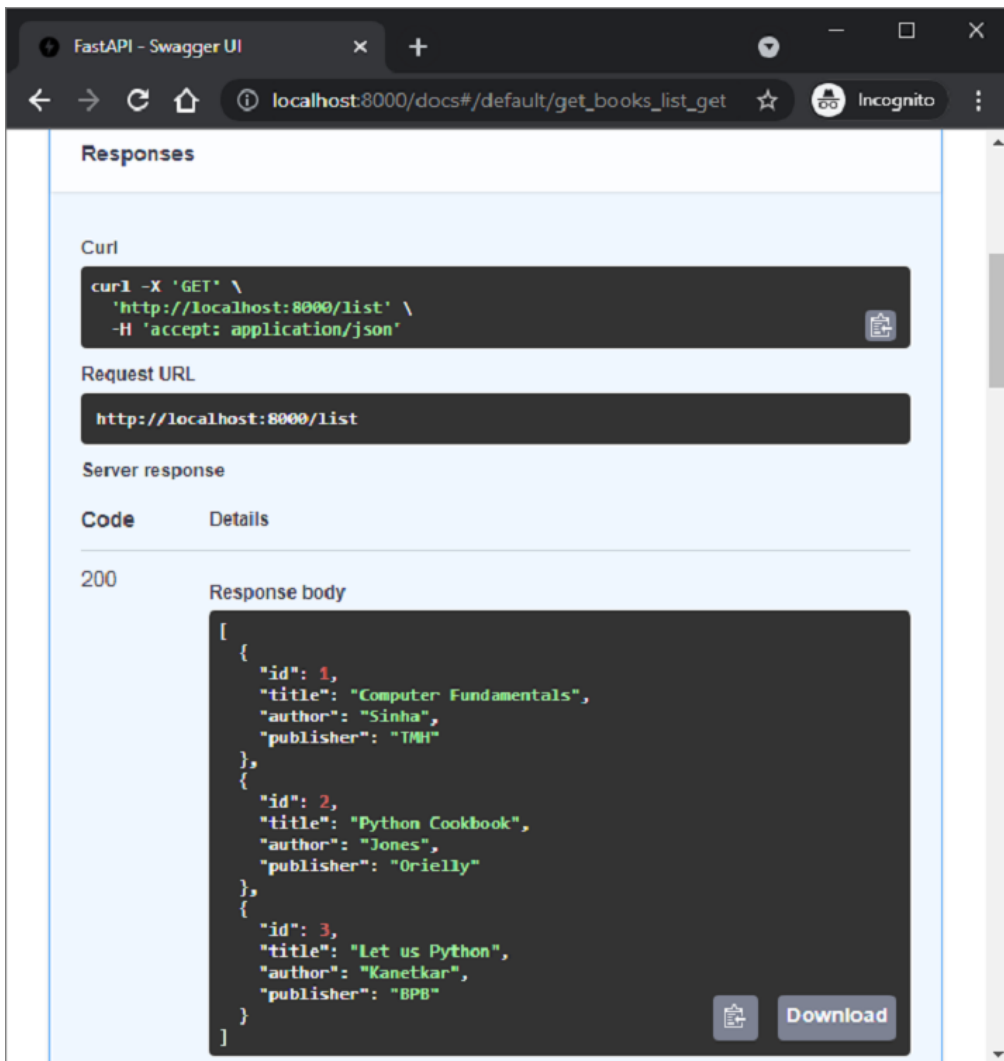 FastAPI - Swagger UI
localhost:8000/docs#/default/get_books_list_get
Incognito
Responses
Curl
curl -X 'GET' \
'http://localhost:8000/list' \
-H 'accept: application/json'
Request URL
http://localhost:8000/list
Server response
Code Details
200
Response body
[
{
"id": 1,
"title": "Computer Fundamentals",
"author": "Sinha",
"publisher": "TMH"
},
{
"id": 2,
"title": "Python Cookbook",
"author": "Jones",
"publisher": "Orielly"
},
{
"id": 3,
"title": "Let us Python",
"author": "Kanetkar",
"publisher": "BPB"
}
]
Download